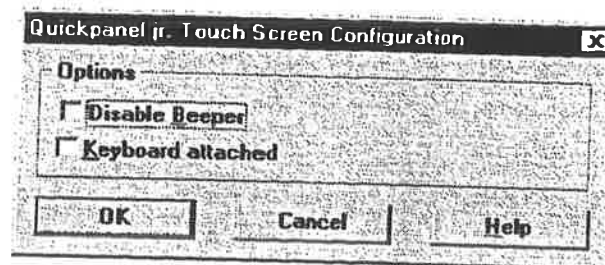 Quickpanel jr. Touch Screen Configuration
Options
Disable Beeper
Keyboard attached
OK Cancel Help